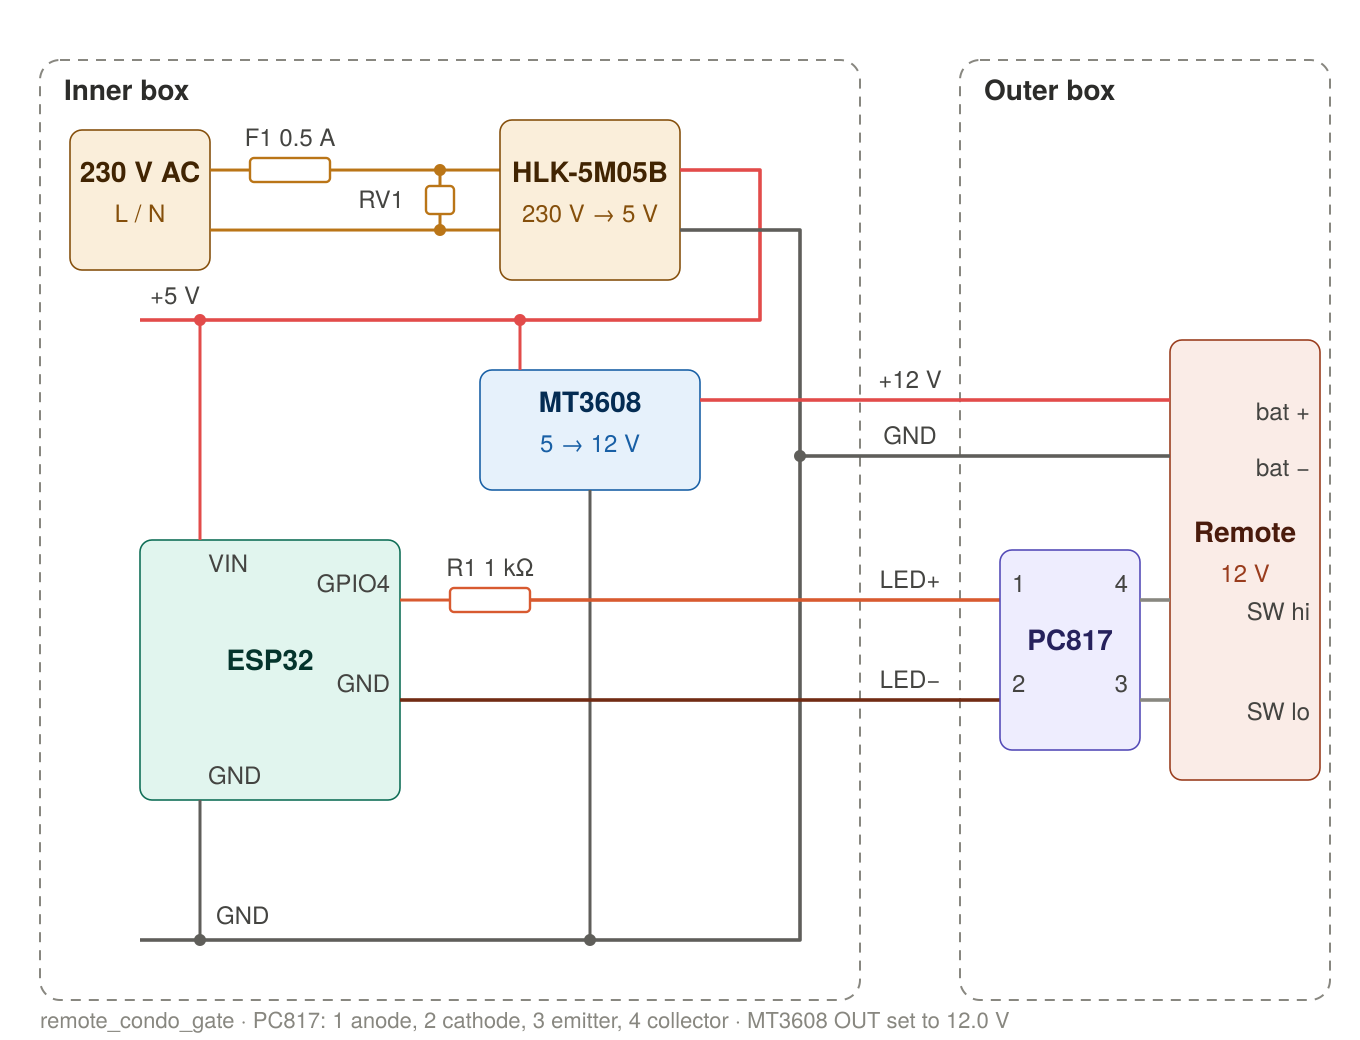 Inner box
Outer box
F1 0.5 A
230 V AC
L / N
RV1
HLK-5M05B
230 V → 5 V
+5 V
MT3608
5 → 12 V
+12 V
GND
bat +
bat −
Remote
12 V
SW hi
SW lo
VIN
GPIO4
ESP32
GND
GND
R1 1 kΩ
LED+
LED−
1
4
PC817
2
3
GND
remote_condo_gate · PC817: 1 anode, 2 cathode, 3 emitter, 4 collector · MT3608 OUT set to 12.0 V